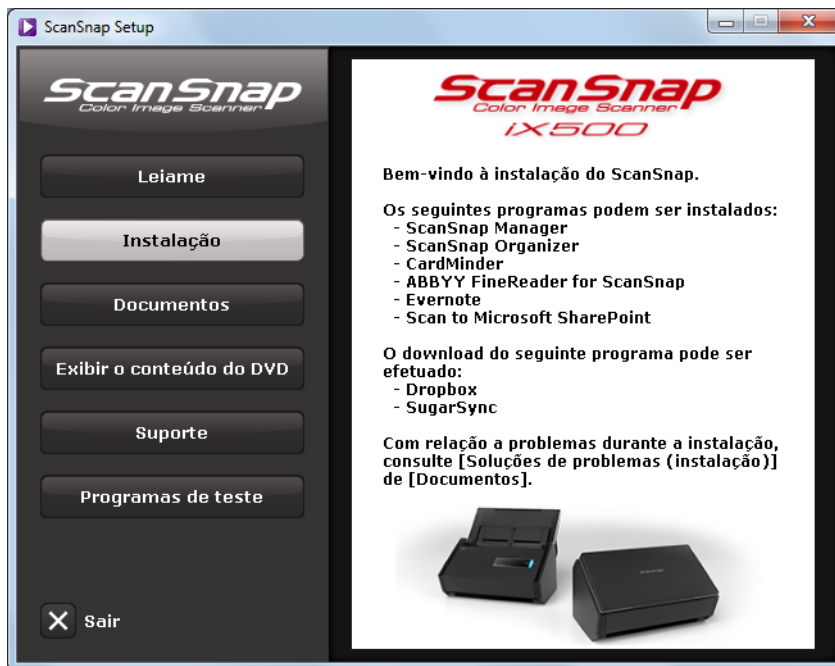 ScanSnap Setup
ScanSnap
Color Image Scanner
Leiame
Instalação
Documentos
Exibir o conteúdo do DVD
Suporte
Programas de teste
Sair
ScanSnap
Color Image Scanner
iX500
Bem-vindo à instalação do ScanSnap.
Os seguintes programas podem ser instalados:
- ScanSnap Manager
- ScanSnap Organizer
- CardMinder
- ABBYY FineReader for ScanSnap
- Evernote
- Scan to Microsoft SharePoint
O download do seguinte programa pode ser
efetuado:
- Dropbox
- SugarSync
Com relação a problemas durante a instalação,
consulte [Soluções de problemas (instalação)]
de [Documentos].